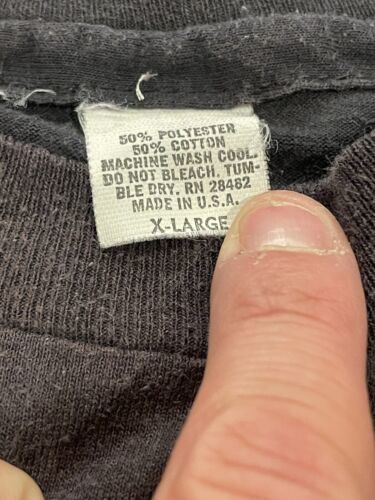 50% POLYESTER
50% COTTON
MACHINE WASH COOL.
DO NOT BLEACH. TUM-
BLE DRY. RN 28482
MADE IN U.S.A.
X-LARGE